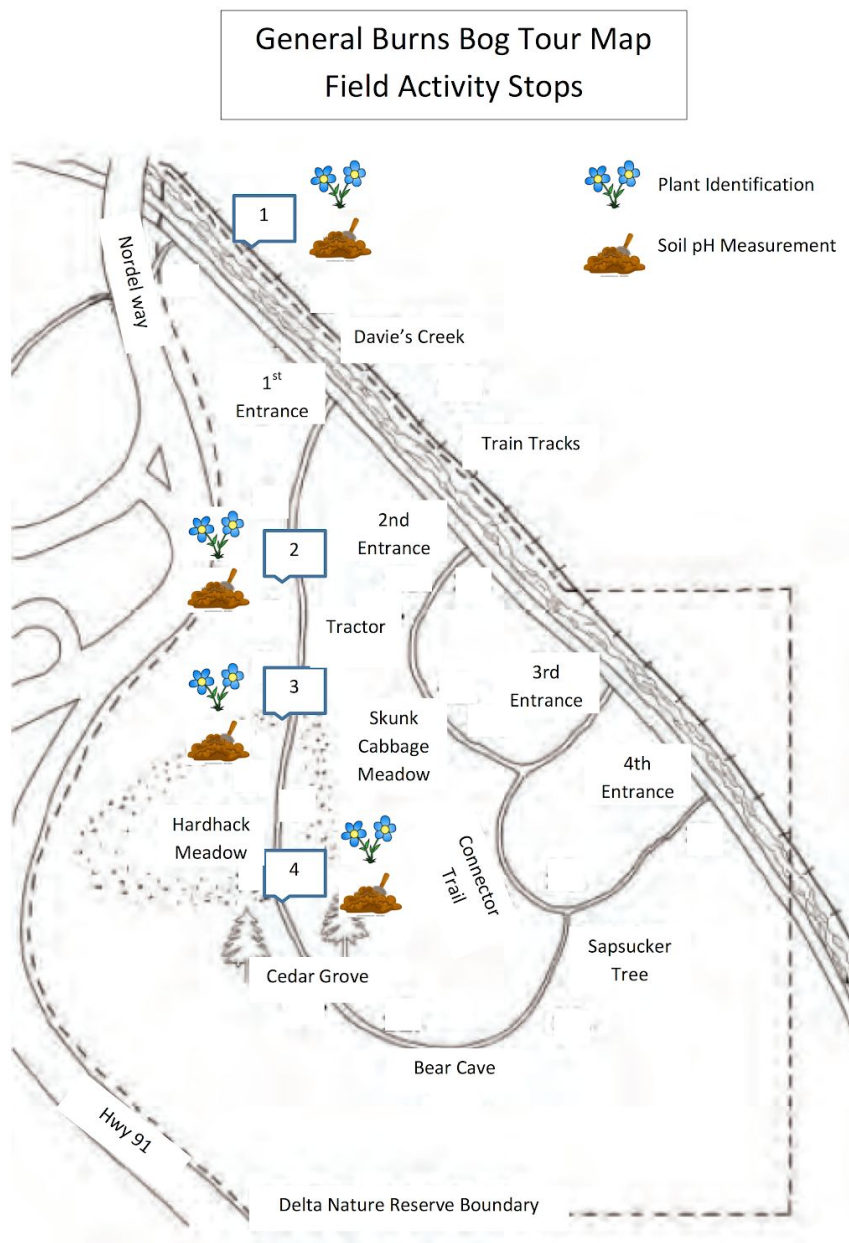 General Burns Bog Tour Map
Field Activity Stops
Plant Identification
1
Soil pH Measurement
Nordel way
Davie's Creek
1st
Entrance
Train Tracks
2nd
Entrance
2
Tractor
3rd
Entrance
3
Skunk
Cabbage
Meadow
4th
Entrance
Hardhack
Meadow
4
Connector
Trail
Sapsucker
Tree
Cedar Grove
Bear Cave
Hwy 91
Delta Nature Reserve Boundary